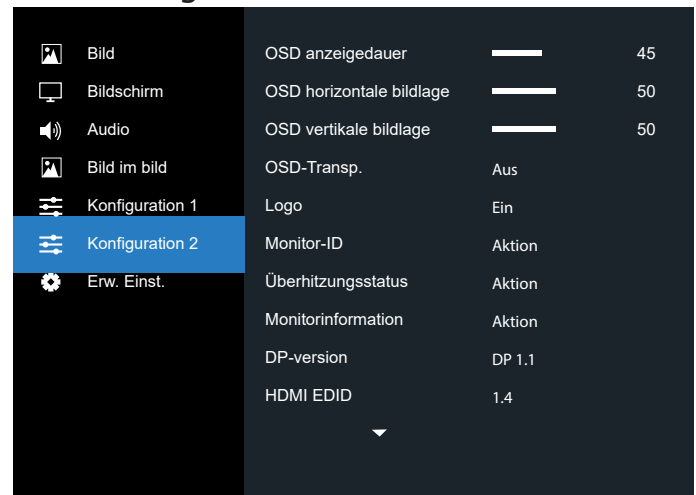 Bild
Bildschirm
Audio
Bild im bild
Konfiguration 1
Konfiguration 2
Erw. Einst.
OSD anzeigedauer 45
OSD horizontale bildlage 50
OSD vertikale bildlage 50
OSD-Transp. Aus
Logo Ein
Monitor-ID Aktion
Überhitzungsstatus Aktion
Monitorinformation Aktion
DP-version DP 1.1
HDMI EDID 1.4